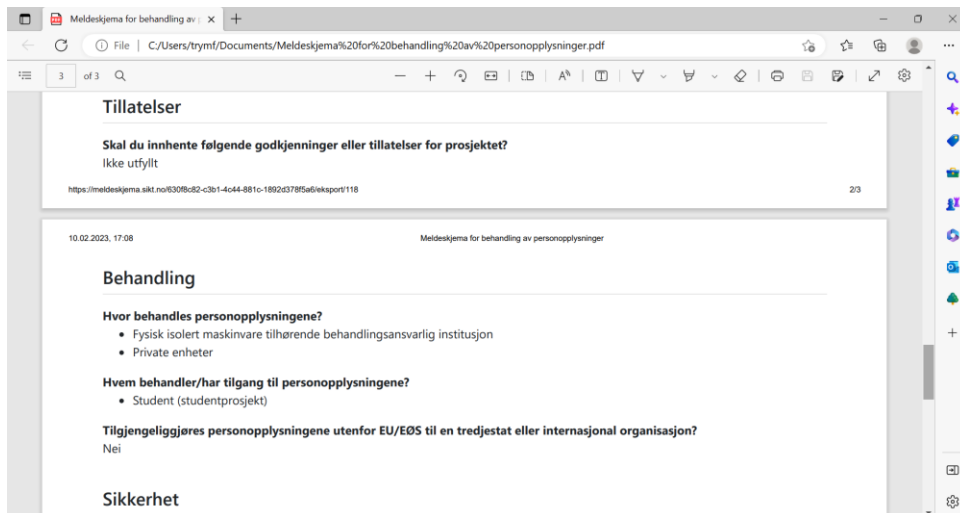 Meldeskjema for behandling av p
File | C:/Users/trymf/Documents/Meldeskjema%20for%20behandling%20av%20personopplysninger.pdf
3 of 3
Tillatelser
Skal du innhente følgende godkjenninger eller tillatelser for prosjektet?
Ikke utfyllt
https://meldeskjema.sikt.no/630f8c82-c3b1-4c44-881c-1892d378f5a6/eksport/118 2/3
10.02.2023, 17:08 Meldeskjema for behandling av personopplysninger
Behandling
Hvor behandles personopplysningene?
• Fysisk isolert maskinvare tilhørende behandlingsansvarlig institusjon
• Private enheter
Hvem behandler/har tilgang til personopplysningene?
• Student (studentprosjekt)
Tilgjengeliggjøres personopplysningene utenfor EU/EØS til en tredjestat eller internasjonal organisasjon?
Nei
Sikkerhet